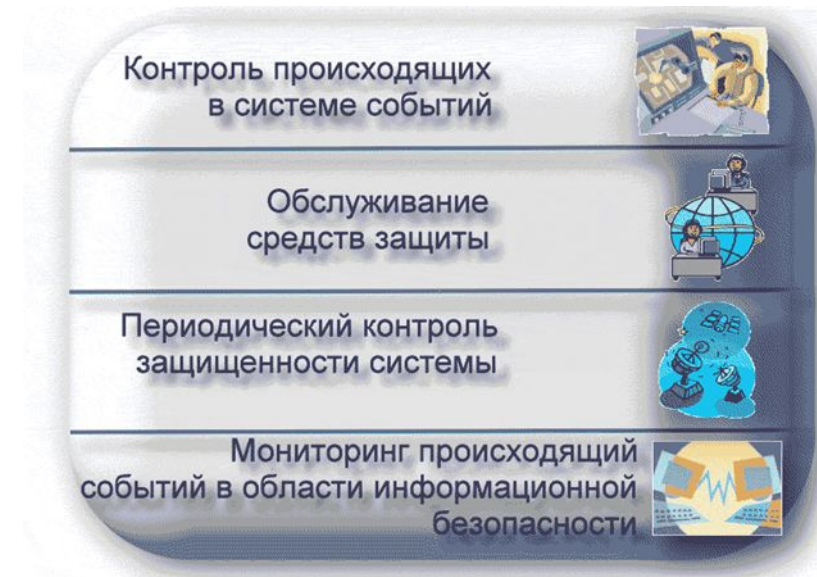 Контроль происходящих
в системе событий
Обслуживание
средств защиты
Периодический контроль
защищенности системы
Мониторинг происходящий
событий в области информационной
безопасности